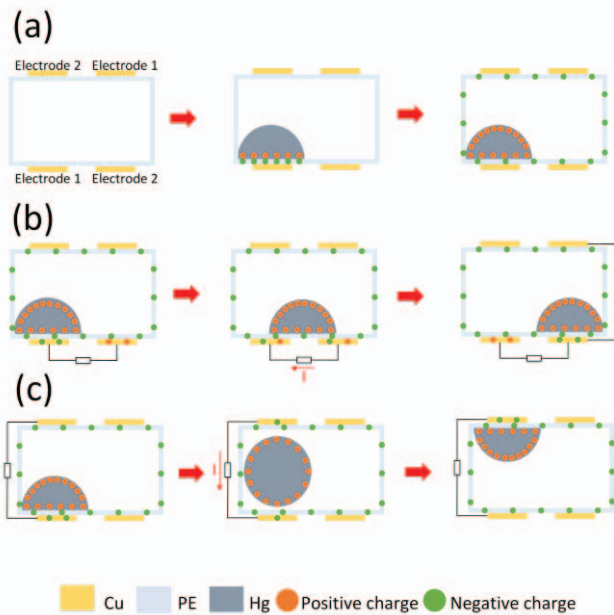 (a)
Electrode 2 Electrode 1
Electrode 1 Electrode 2
(b)
I
(c)
I
Cu PE Hg Positive charge Negative charge